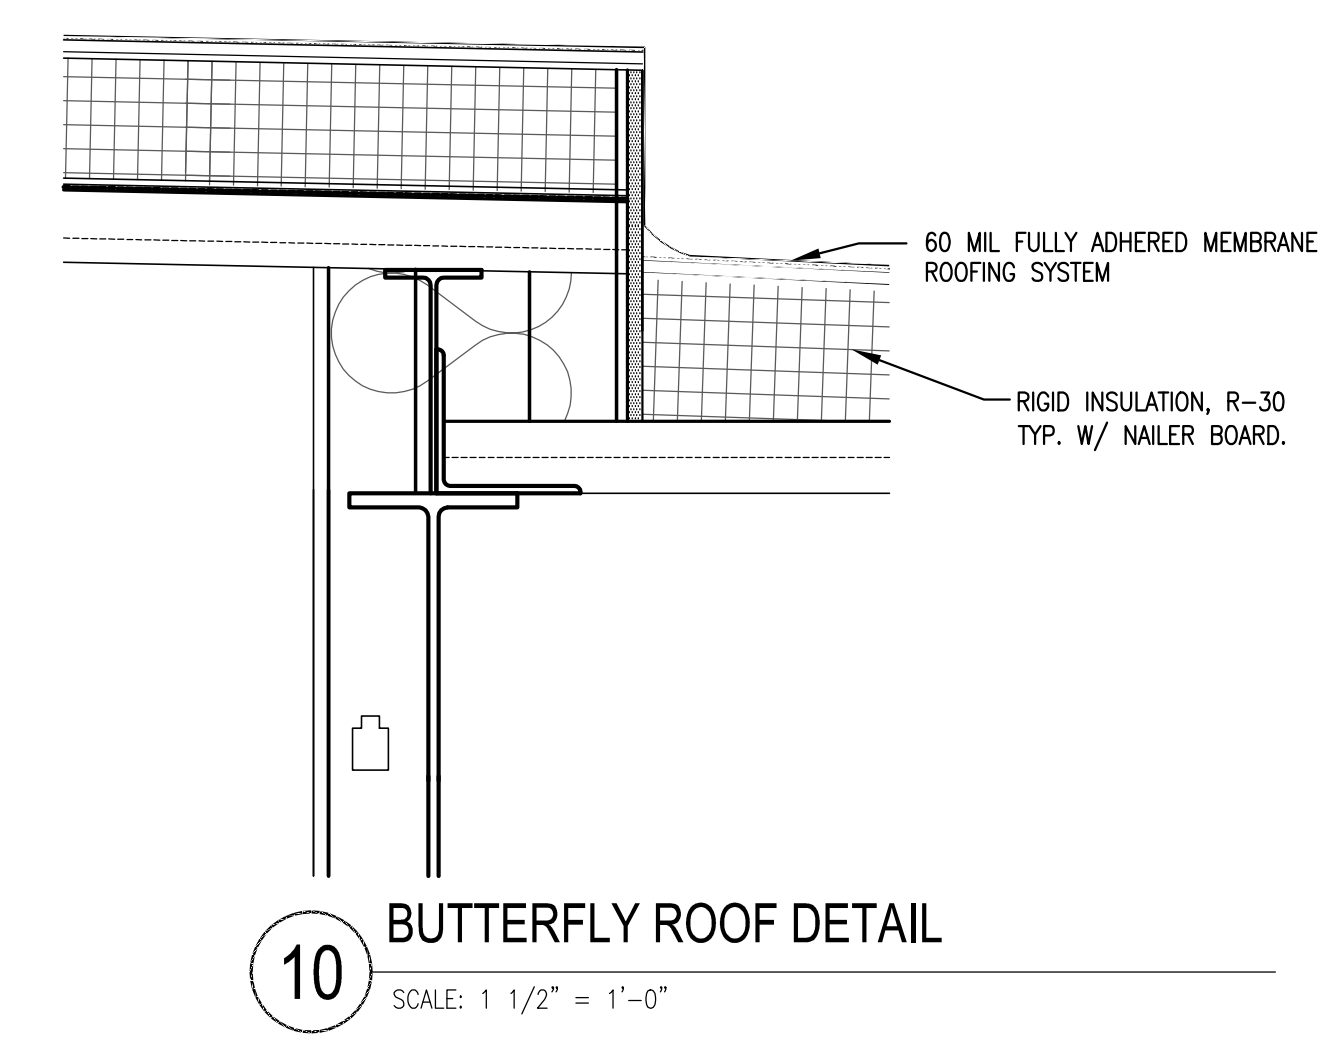 60 MIL FULLY ADHERED MEMBRANE
ROOFING SYSTEM
RIGID INSULATION, R-30
TYP. W/ NAILER BOARD.
10
BUTTERFLY ROOF DETAIL
SCALE: 1 1/2" = 1'-0"